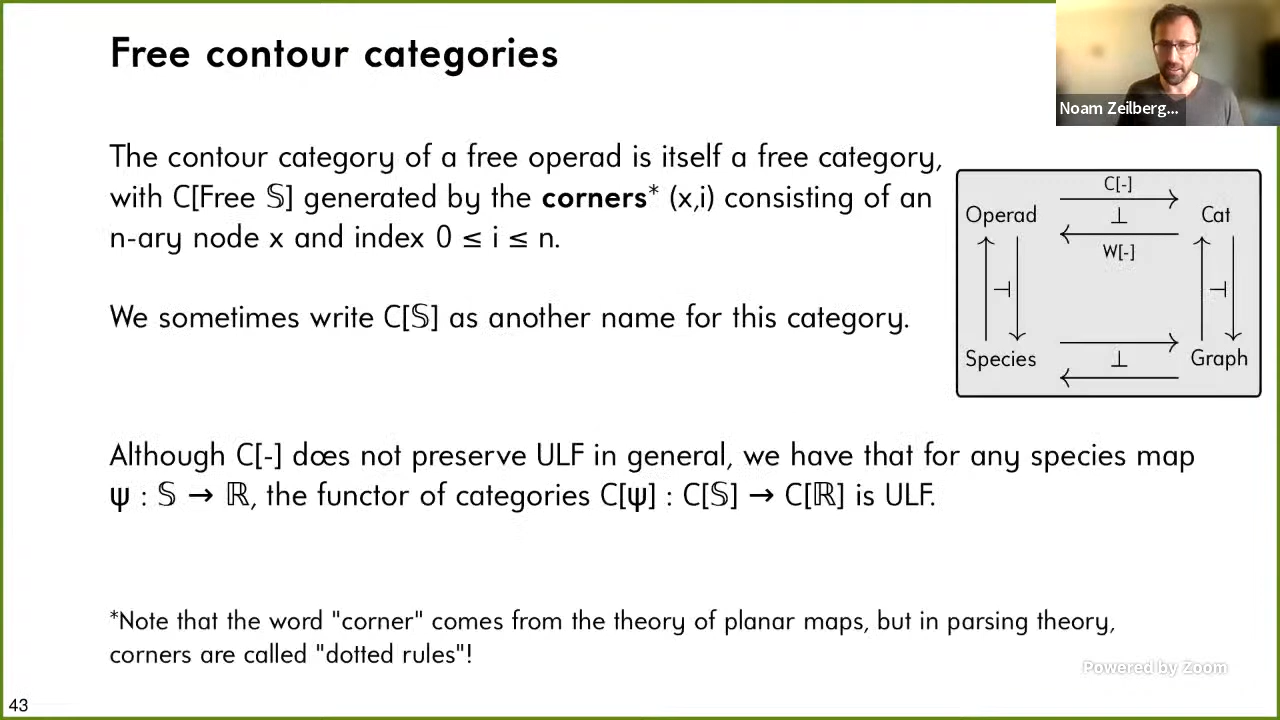 Free contour categories
Noam Zeilberg...
The contour category of a free operad is itself a free category,
with C[Free 𝕊] generated by the corners* (x,i) consisting of an
n-ary node x and index 0 ≤ i ≤ n.
We sometimes write C[𝕊] as another name for this category.
C[-]
Operad ⊥ Cat
W[-]
⊣ ⊣
Species ⊥ Graph
Although C[-] does not preserve ULF in general, we have that for any species map
ψ : 𝕊 → ℝ, the functor of categories C[ψ] : C[𝕊] → C[ℝ] is ULF.
*Note that the word "corner" comes from the theory of planar maps, but in parsing theory,
corners are called "dotted rules"!
Powered by Zoom
43